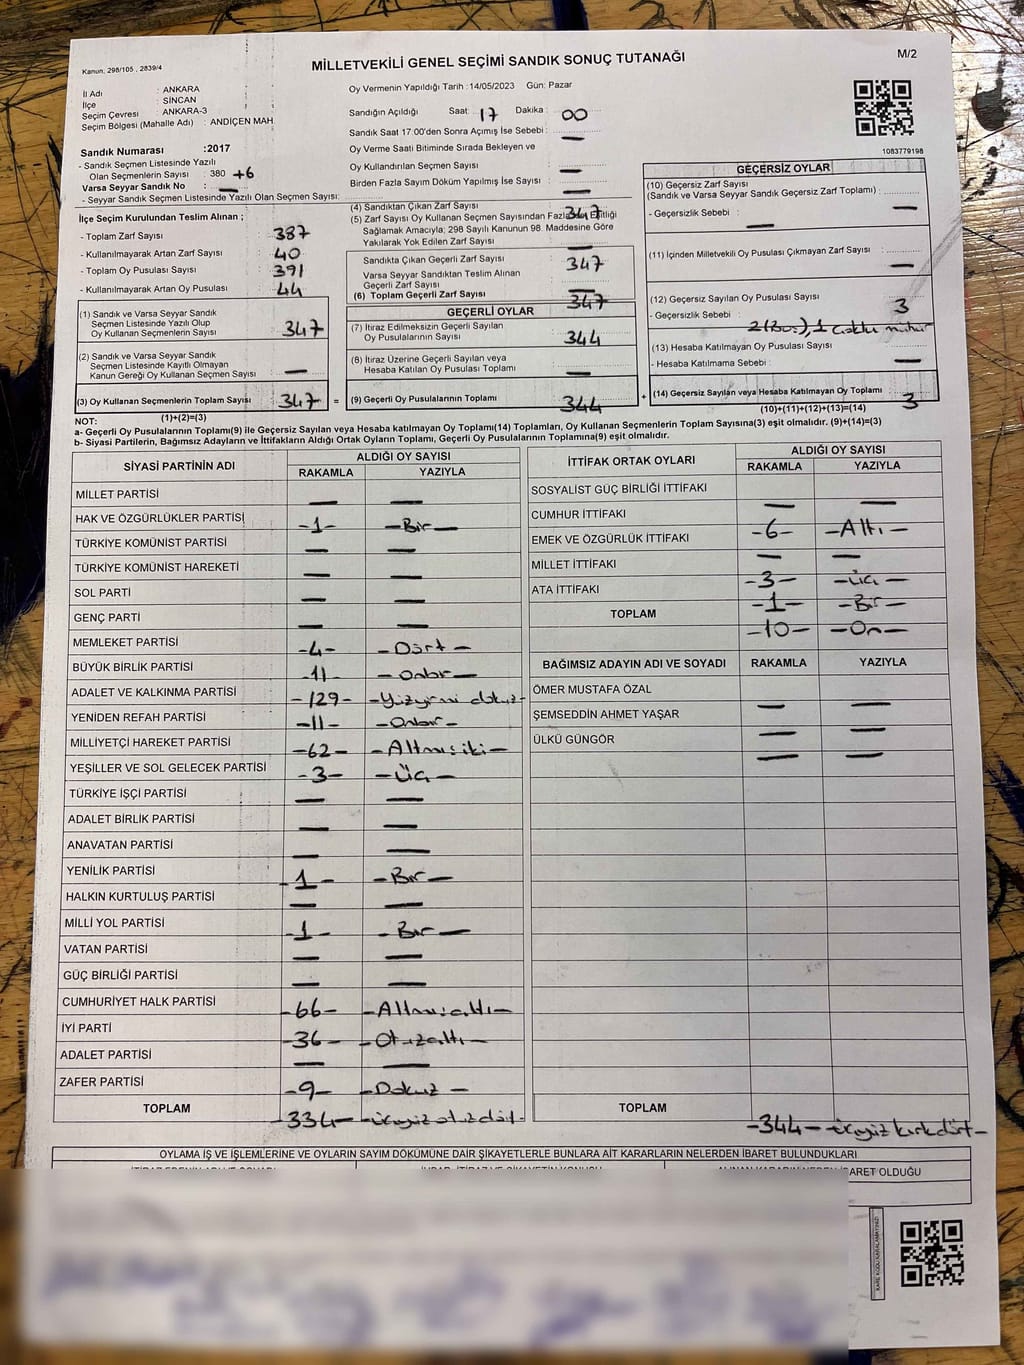 Kanun. 298/105 , 2839/4
MİLLETVEKİLİ GENEL SEÇİMİ SANDIK SONUÇ TUTANAĞI
M/2
İl Adı : ANKARA
İlçe : SİNCAN
Seçim Çevresi : ANKARA-3
Seçim Bölgesi (Mahalle Adı) : ANDİÇEN MAH.
Sandık Numarası :2017
- Sandık Seçmen Listesinde Yazılı
Olan Seçmenlerin Sayısı : 380 +6
Varsa Seyyar Sandık No : —
- Seyyar Sandık Seçmen Listesinde Yazılı Olan Seçmen Sayısı:
Oy Vermenin Yapıldığı Tarih :14/05/2023 Gün: Pazar
Sandığın Açıldığı Saat: 17 Dakika : 00
Sandık Saat 17:00'den Sonra Açımış İse Sebebi : —
Oy Verme Saati Bitiminde Sırada Bekleyen ve
Oy Kullandırılan Seçmen Sayısı —
Birden Fazla Sayım Döküm Yapılmış İse Sayısı —
1083779198
İlçe Seçim Kurulundan Teslim Alınan ;
- Toplam Zarf Sayısı : 387
- Kullanılmayarak Artan Zarf Sayısı : 40
- Toplam Oy Pusulası Sayısı : 391
- Kullanılmayarak Artan Oy Pusulası : 44
(1) Sandık ve Varsa Seyyar Sandık
Seçmen Listesinde Yazılı Olup
Oy Kullanan Seçmenlerin Sayısı : 347
(2) Sandık ve Varsa Seyyar Sandık
Seçmen Listesinde Kayıtlı Olmayan
Kanun Gereği Oy Kullanan Seçmen Sayısı : —
(3) Oy Kullanan Seçmenlerin Toplam Sayısı : 347 =
(1)+(2)=(3)
(4) Sandıktan Çıkan Zarf Sayısı 347
(5) Zarf Sayısı Oy Kullanan Seçmen Sayısından Fazla Eşitliği
Sağlamak Amacıyla; 298 Sayılı Kanunun 98. Maddesine Göre
Yakılarak Yok Edilen Zarf Sayısı —
Sandıkta Çıkan Geçerli Zarf Sayısı 347
Varsa Seyyar Sandıktan Teslim Alınan
Geçerli Zarf Sayısı —
(6) Toplam Geçerli Zarf Sayısı 347
GEÇERLİ OYLAR
(7) İtiraz Edilmeksizin Geçerli Sayılan
Oy Pusulalarının Sayısı : 344
(8) İtiraz Üzerine Geçerli Sayılan veya
Hesaba Katılan Oy Pusulası Toplamı —
(9) Geçerli Oy Pusulalarının Toplamı 344 +
GEÇERSİZ OYLAR
(10) Geçersiz Zarf Sayısı
(Sandık ve Varsa Seyyar Sandık Geçersiz Zarf Toplamı) : —
- Geçersizlik Sebebi : —
(11) İçinden Milletvekili Oy Pusulası Çıkmayan Zarf Sayısı —
(12) Geçersiz Sayılan Oy Pusulası Sayısı : 3
- Geçersizlik Sebebi : 2 (Boş), 1 Çoklu mühür
(13) Hesaba Katılmayan Oy Pusulası Sayısı
- Hesaba Katılmama Sebebi : —
(14) Geçersiz Sayılan veya Hesaba Katılmayan Oy Toplamı 3
(10)+(11)+(12)+(13)=(14)
NOT:
a- Geçerli Oy Pusulalarının Toplamı(9) ile Geçersiz Sayılan veya Hesaba katılmayan Oy Toplamı(14) Toplamları, Oy Kullanan Seçmenlerin Toplam Sayısına(3) eşit olmalıdır. (9)+(14)=(3)
b- Siyasi Partilerin, Bağımsız Adayların ve İttifakların Aldığı Ortak Oyların Toplamı, Geçerli Oy Pusulalarının Toplamına(9) eşit olmalıdır.
SİYASİ PARTİNİN ADI
ALDIĞI OY SAYISI
RAKAMLA YAZIYLA
MİLLET PARTİSİ — —
HAK VE ÖZGÜRLÜKLER PARTİSİ -1- -Bir-
TÜRKİYE KOMÜNİST PARTİSİ — —
TÜRKİYE KOMÜNİST HAREKETİ — —
SOL PARTİ — —
GENÇ PARTİ — —
MEMLEKET PARTİSİ -4- -Dört-
BÜYÜK BİRLİK PARTİSİ -11- -Onbir-
ADALET VE KALKINMA PARTİSİ -129- -Yüzyirmi dokuz-
YENİDEN REFAH PARTİSİ -11- -Onbir-
MİLLİYETÇİ HAREKET PARTİSİ -62- -Altmışiki-
YEŞİLLER VE SOL GELECEK PARTİSİ -3- -Üç-
TÜRKİYE İŞÇİ PARTİSİ — —
ADALET BİRLİK PARTİSİ — —
ANAVATAN PARTİSİ — —
YENİLİK PARTİSİ -1- -Bir-
HALKIN KURTULUŞ PARTİSİ — —
MİLLİ YOL PARTİSİ -1- -Bir-
VATAN PARTİSİ — —
GÜÇ BİRLİĞİ PARTİSİ — —
CUMHURİYET HALK PARTİSİ -66- -Altmışaltı-
İYİ PARTİ -36- -Otuzaltı-
ADALET PARTİSİ — —
ZAFER PARTİSİ -9- -Dokuz-
TOPLAM -334- -üçyüz otuzdört-
İTTİFAK ORTAK OYLARI
ALDIĞI OY SAYISI
RAKAMLA YAZIYLA
SOSYALİST GÜÇ BİRLİĞİ İTTİFAKI — —
CUMHUR İTTİFAKI -6- -Altı-
EMEK VE ÖZGÜRLÜK İTTİFAKI — —
MİLLET İTTİFAKI -3- -Üç-
ATA İTTİFAKI -1- -Bir-
TOPLAM -10- -On-
BAĞIMSIZ ADAYIN ADI VE SOYADI RAKAMLA YAZIYLA
ÖMER MUSTAFA ÖZAL — —
ŞEMSEDDİN AHMET YAŞAR — —
ÜLKÜ GÜNGÖR — —
TOPLAM -344- -üçyüz kırkdört-
OYLAMA İŞ VE İŞLEMLERİNE VE OYLARIN SAYIM DÖKÜMÜNE DAİR ŞİKAYETLERLE BUNLARA AİT KARARLARIN NELERDEN İBARET BULUNDUKLARI
İBARET OLDUĞU